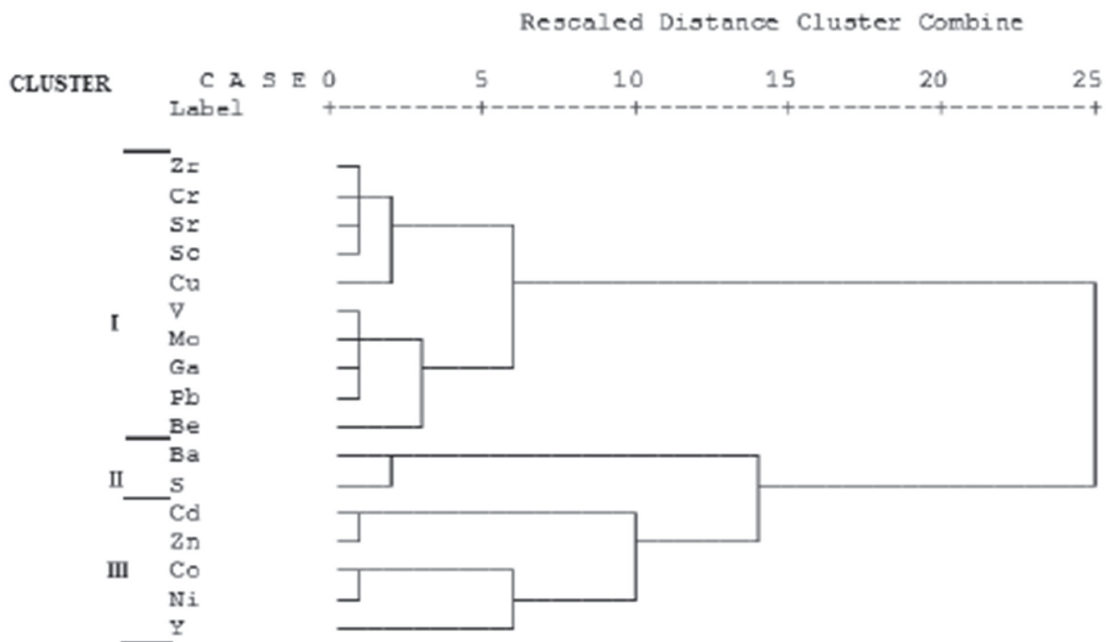 Rescaled Distance Cluster Combine
CLUSTER C A S E 0 5 10 15 20 25
Label +---------+---------+---------+---------+---------+
Zr
Cr
Sr
Sc
Cu
I
V
Mo
Ga
Pb
Be
Ba
II
S
Cd
Zn
III
Co
Ni
Y